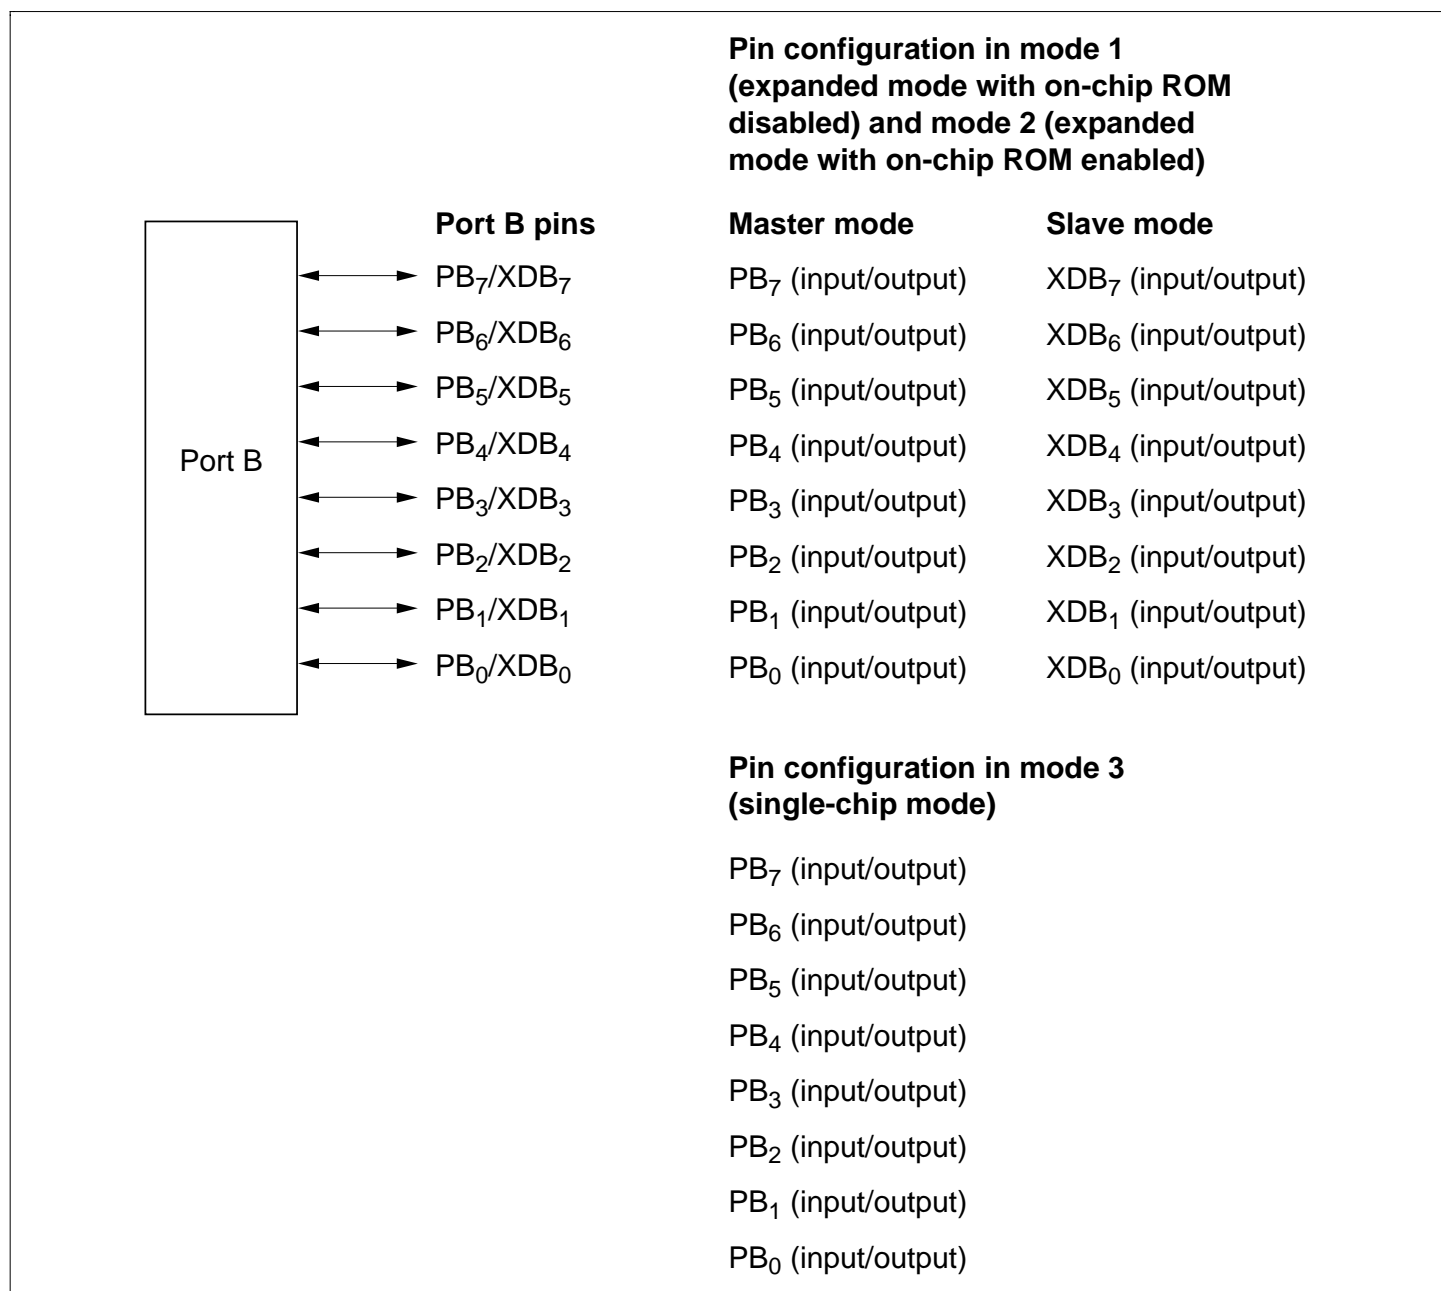 Pin configuration in mode 1
(expanded mode with on-chip ROM
disabled) and mode 2 (expanded
mode with on-chip ROM enabled)
Port B pins Master mode Slave mode
PB7/XDB7 PB7 (input/output) XDB7 (input/output)
PB6/XDB6 PB6 (input/output) XDB6 (input/output)
PB5/XDB5 PB5 (input/output) XDB5 (input/output)
PB4/XDB4 PB4 (input/output) XDB4 (input/output)
Port B
PB3/XDB3 PB3 (input/output) XDB3 (input/output)
PB2/XDB2 PB2 (input/output) XDB2 (input/output)
PB1/XDB1 PB1 (input/output) XDB1 (input/output)
PB0/XDB0 PB0 (input/output) XDB0 (input/output)
Pin configuration in mode 3
(single-chip mode)
PB7 (input/output)
PB6 (input/output)
PB5 (input/output)
PB4 (input/output)
PB3 (input/output)
PB2 (input/output)
PB1 (input/output)
PB0 (input/output)